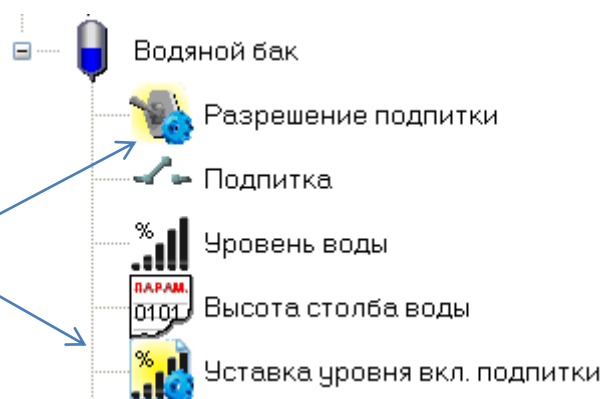 Водяной бак
Разрешение подпитки
Подпитка
%
Уровень воды
ПАРАМ.
0101
Высота столба воды
%
Уставка уровня вкл. подпитки